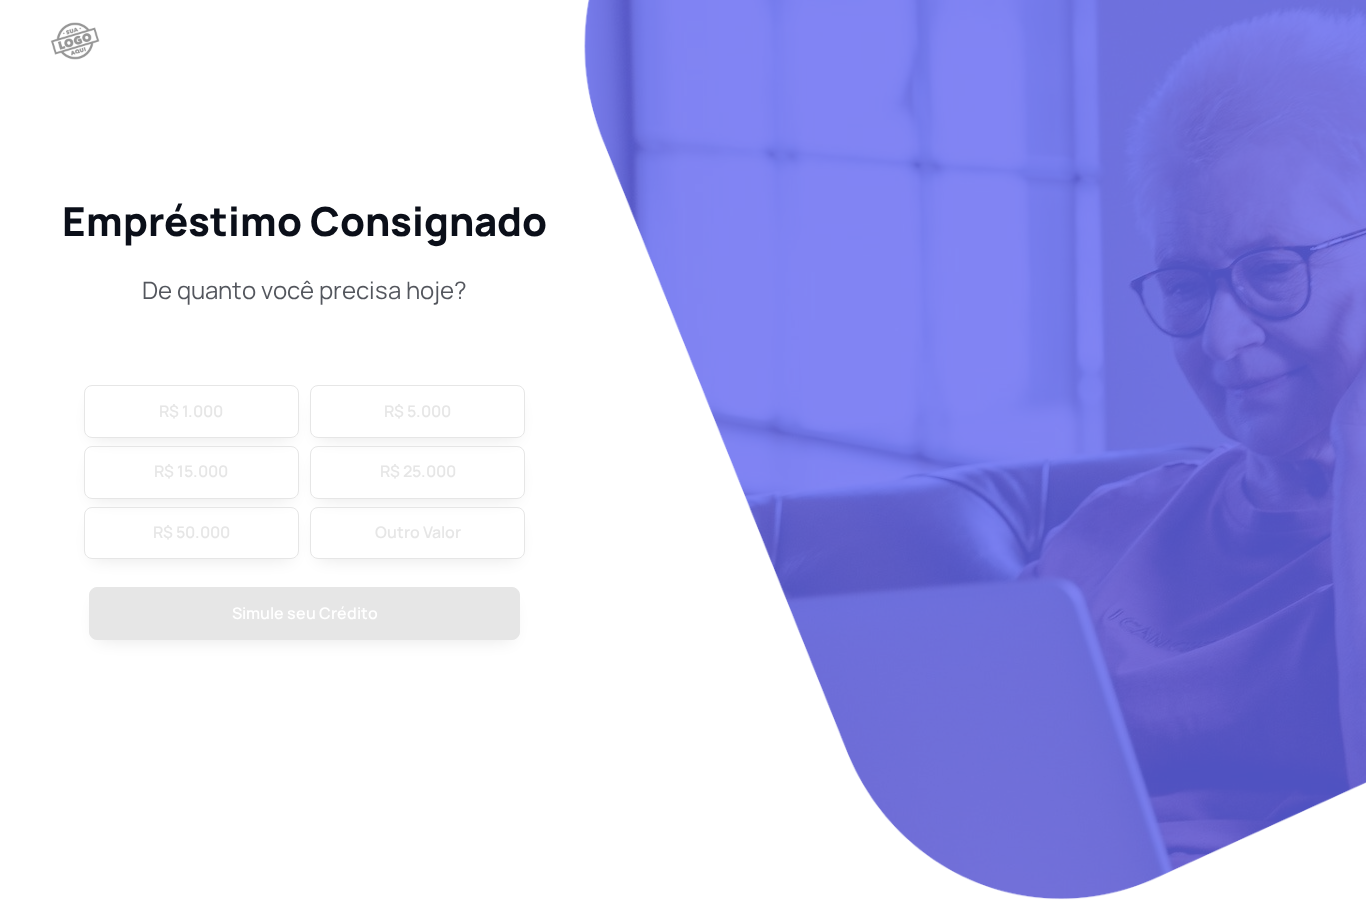 SUA
LOGO
AQUI
Empréstimo Consignado
De quanto você precisa hoje?
R$ 1.000
R$ 5.000
R$ 15.000
R$ 25.000
R$ 50.000
Outro Valor
Simule seu Crédito